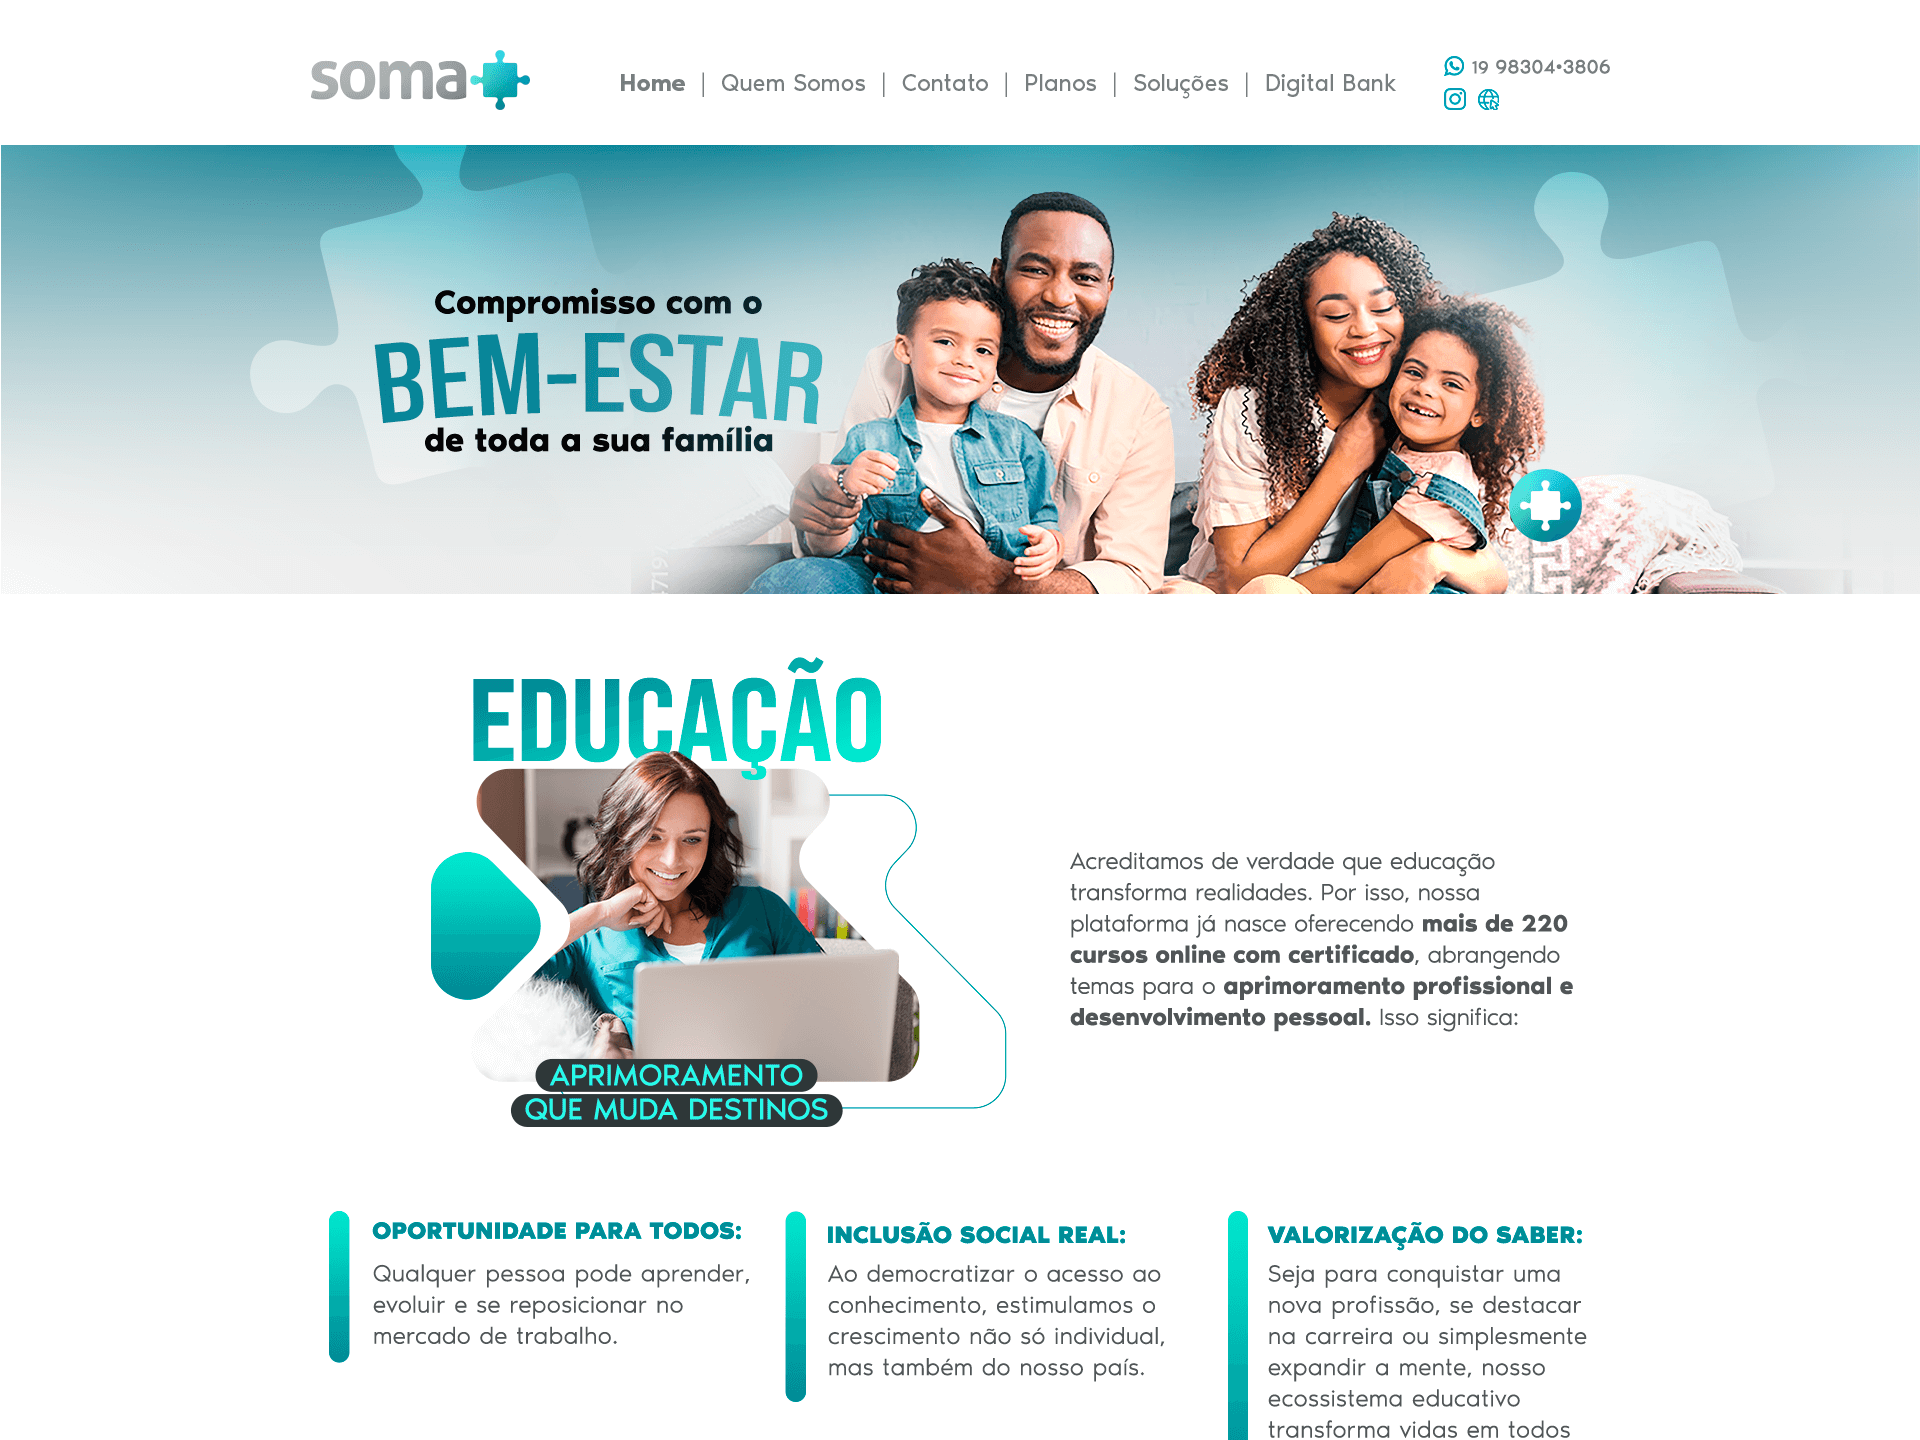 soma
Home | Quem Somos | Contato | Planos | Soluções | Digital Bank
19 98304•3806
Compromisso com o
BEM-ESTAR
de toda a sua família
EDUCAÇÃO
APRIMORAMENTO
QUE MUDA DESTINOS
Acreditamos de verdade que educação
transforma realidades. Por isso, nossa
plataforma já nasce oferecendo mais de 220
cursos online com certificado, abrangendo
temas para o aprimoramento profissional e
desenvolvimento pessoal. Isso significa:
OPORTUNIDADE PARA TODOS:
Qualquer pessoa pode aprender,
evoluir e se reposicionar no
mercado de trabalho.
INCLUSÃO SOCIAL REAL:
Ao democratizar o acesso ao
conhecimento, estimulamos o
crescimento não só individual,
mas também do nosso país.
VALORIZAÇÃO DO SABER:
Seja para conquistar uma
nova profissão, se destacar
na carreira ou simplesmente
expandir a mente, nosso
ecossistema educativo
transforma vidas em todos